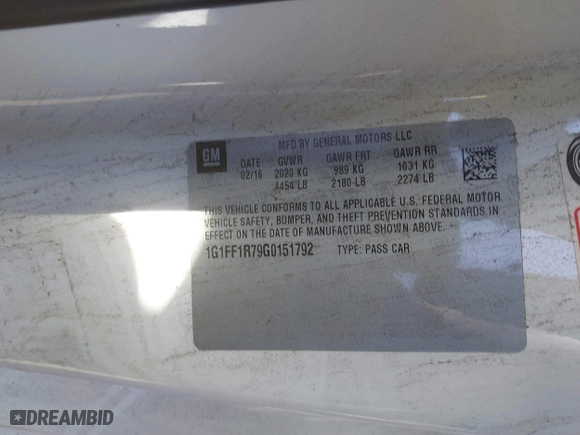 MFD BY GENERAL MOTORS LLC
GM
DATE GVWR GAWR FRT GAWR RR
02/16 2020 KG 989 KG 1031 KG
4454 LB 2180 LB 2274 LB
THIS VEHICLE CONFORMS TO ALL APPLICABLE U.S. FEDERAL MOTOR
VEHICLE SAFETY, BUMPER, AND THEFT PREVENTION STANDARDS IN
EFFECT ON THE DATE OF MANUFACTURE SHOWN ABOVE.
1G1FF1R79G0151792 TYPE: PASS CAR
DREAMBID